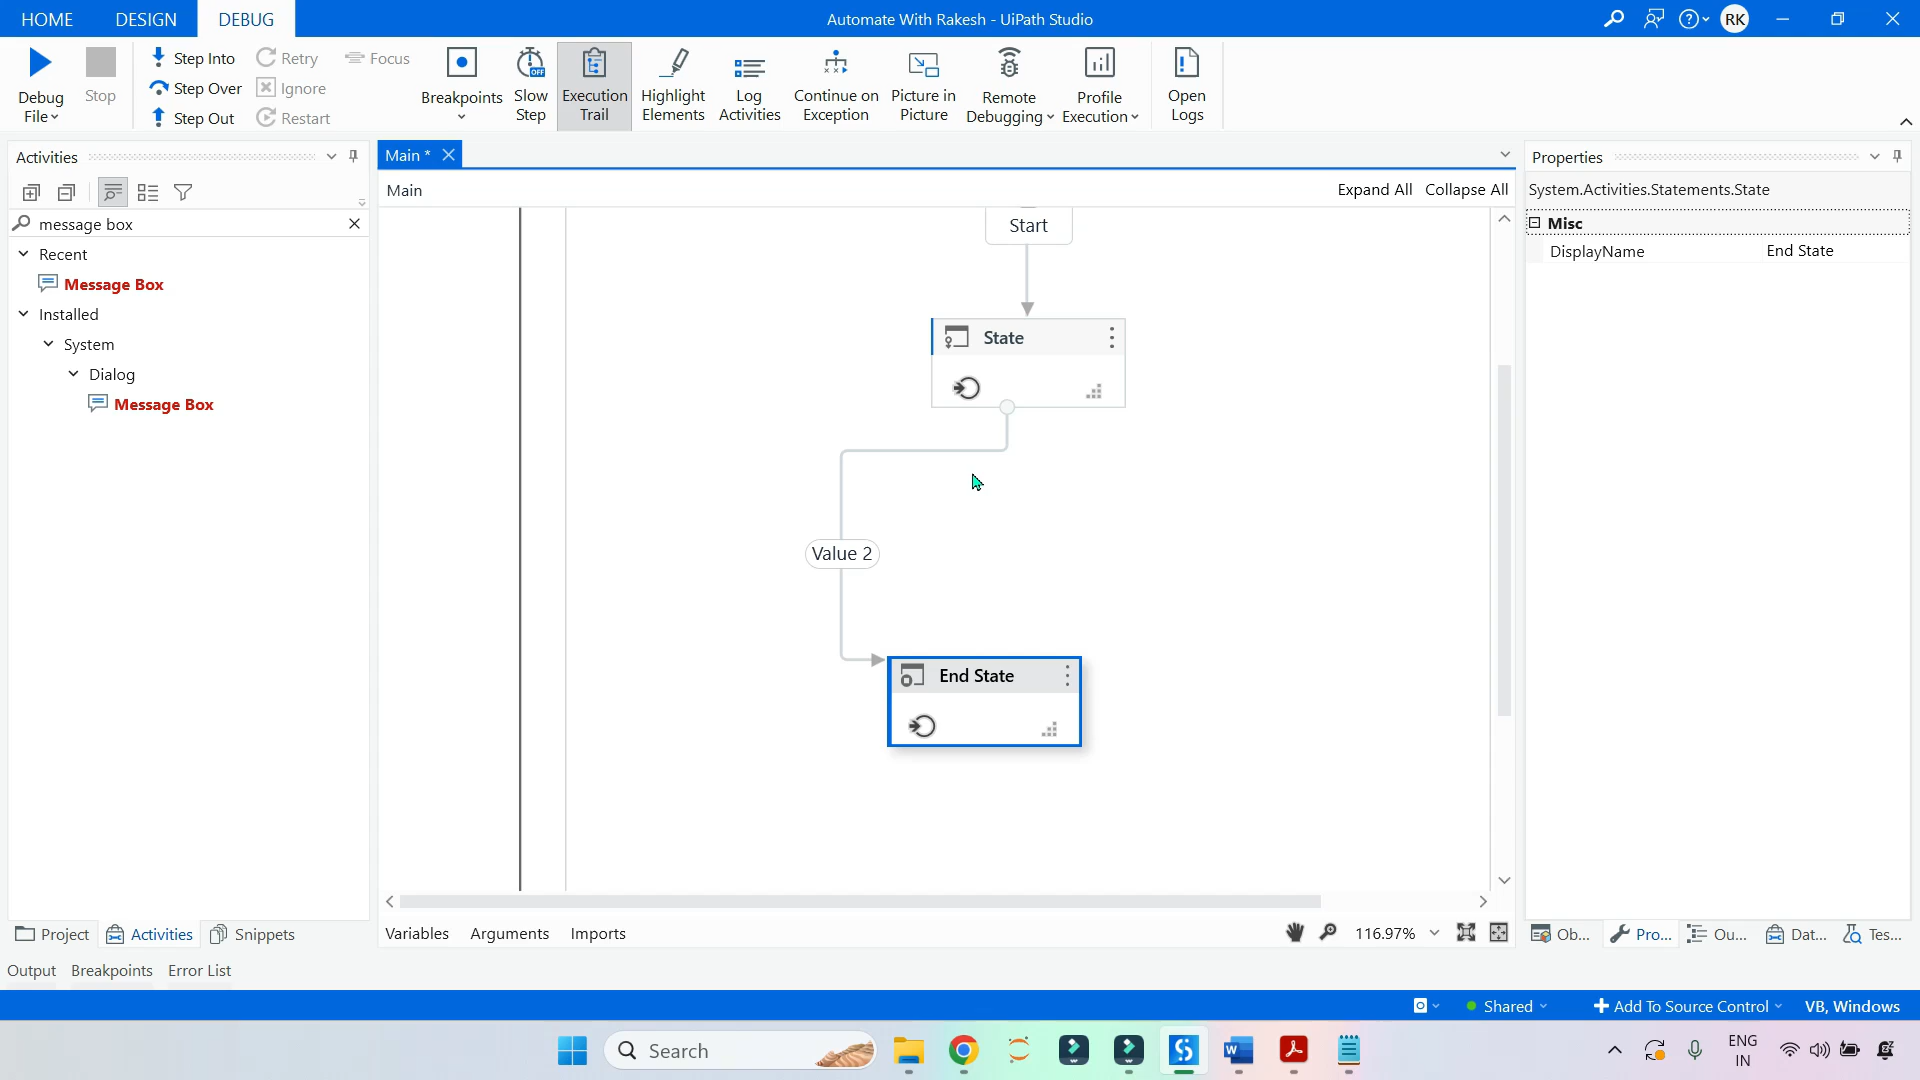 HOME DESIGN DEBUG Automate With Rakesh - UiPath Studio RK
Debug File
Stop
Step Into
Step Over
Step Out
Retry
Ignore
Restart
Focus
Breakpoints
Slow Step
OFF
Execution Trail
Highlight Elements
Log Activities
Continue on Exception
Picture in Picture
Remote Debugging
Profile Execution
Open Logs
Activities
message box
Recent
Message Box
Installed
System
Dialog
Message Box
Project Activities Snippets
Main *
Main Expand All Collapse All
Start
State
Value 2
End State
Variables Arguments Imports 116.97%
Properties
System.Activities.Statements.State
Misc
DisplayName End State
Ob... Pro... Ou... Dat... Tes...
Output Breakpoints Error List
Shared Add To Source Control VB, Windows
Search
ENG
IN